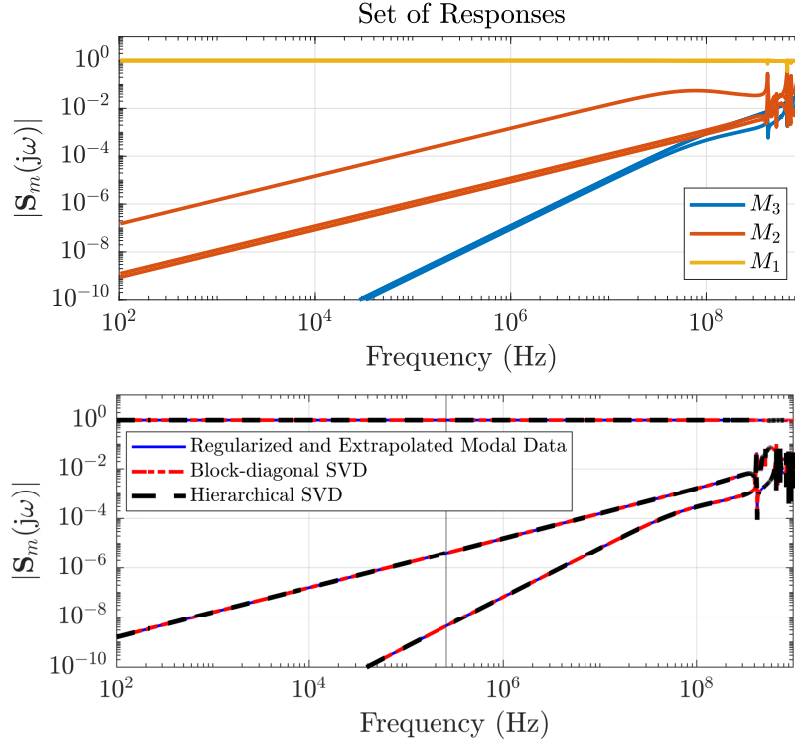 Set of Responses
|S_m(jω)|
10^0
10^-2
10^-4
10^-6
10^-8
10^-10
M_3
M_2
M_1
10^2 10^4 10^6 10^8
Frequency (Hz)
|S_m(jω)|
10^0
10^-2
10^-4
10^-6
10^-8
10^-10
Regularized and Extrapolated Modal Data
Block-diagonal SVD
Hierarchical SVD
10^2 10^4 10^6 10^8
Frequency (Hz)